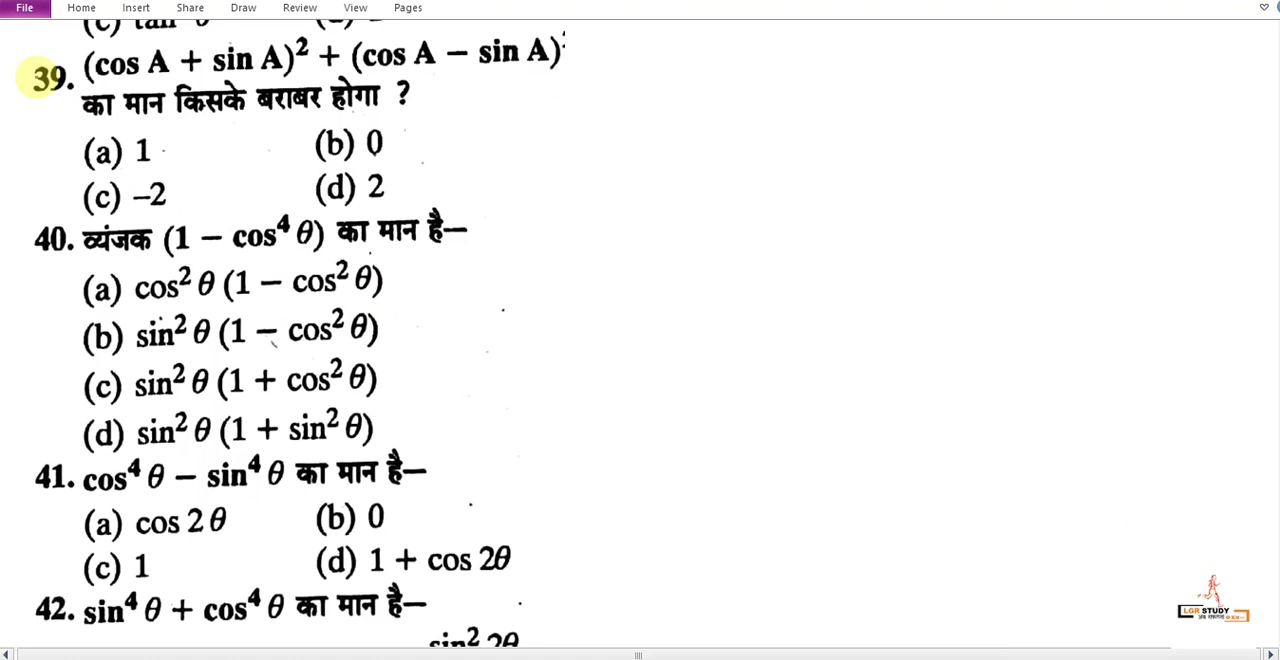 File Home Insert Share Draw Review View Pages
39. (cos A + sin A)² + (cos A − sin A)
का मान किसके बराबर होगा ?
(a) 1 (b) 0
(c) –2 (d) 2
40. व्यंजक (1 − cos⁴ θ) का मान है—
(a) cos² θ (1 − cos² θ)
(b) sin² θ (1 − cos² θ)
(c) sin² θ (1 + cos² θ)
(d) sin² θ (1 + sin² θ)
41. cos⁴ θ − sin⁴ θ का मान है—
(a) cos 2θ (b) 0
(c) 1 (d) 1 + cos 2θ
42. sin⁴ θ + cos⁴ θ का मान है—
sin² 2θ
LGR STUDY